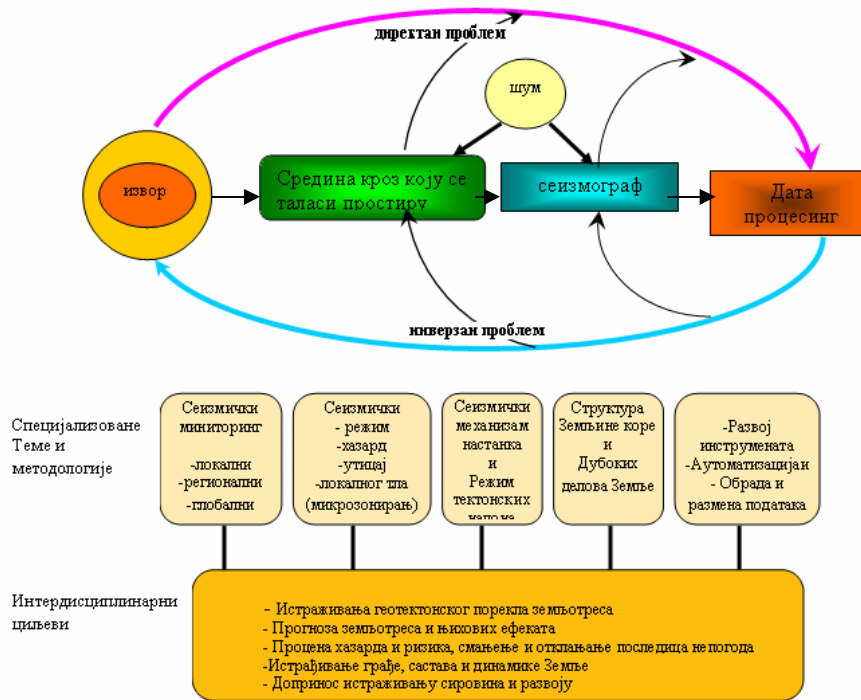 директан проблем
шум
извор
Средина кроз коју се
таласи простиру
сеизмограф
Дата
процесинг
инверзан проблем
Специјализоване
Теме и
методологије
Сеизмички
миниторинг
-локални
-регионални
-глобални
Сеизмички
- режим
-хазард
-утицај
-локалног тла
(микрозонирањ)
Сеизмички
механизам
настанка
и
Режим
тектонских
Структура
Земљине коре
и
Дубоких
делова Земље
-Развој
инструмената
-Аутоматизацијаи
- Обрада и
размена података
Интердисциплинарни
циљеви
- Истраживања геотектонског порекла земљотреса
- Прогноза земљотреса и њихових ефеката
- Процена хазарда и ризика, смањење и отклањање последица непогода
-Истрађивање грађе, састава и динамике Земље
- Допринос истраживању сировина и развоју